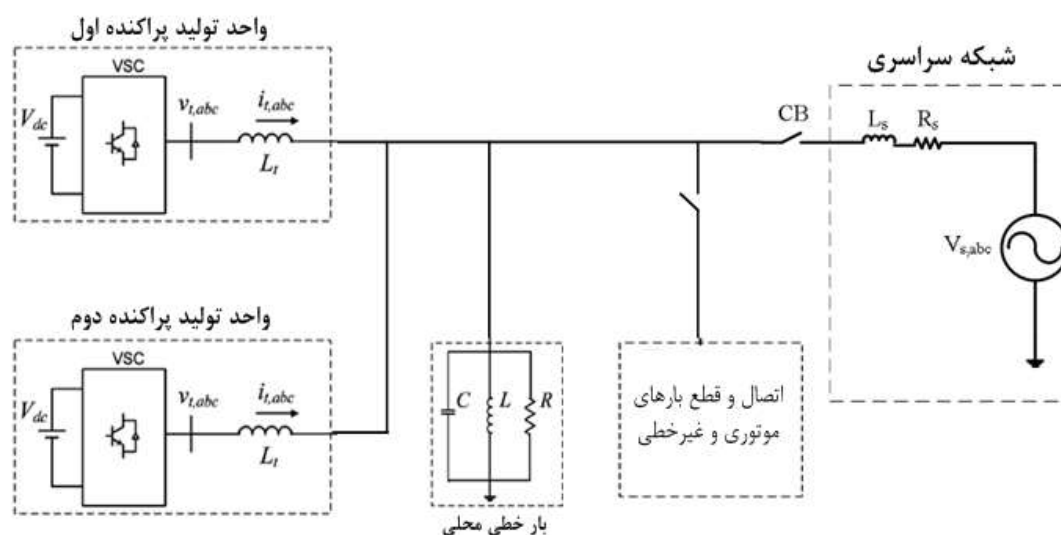 واحد تولید پراکنده اول
VSC
V_dc
v_t,abc
i_t,abc
L_t
واحد تولید پراکنده دوم
VSC
V_dc
v_t,abc
i_t,abc
L_t
C
L
R
بار خطی محلی
اتصال و قطع بارهای
موتوری و غیرخطی
CB
شبکه سراسری
L_s
R_s
V_s,abc